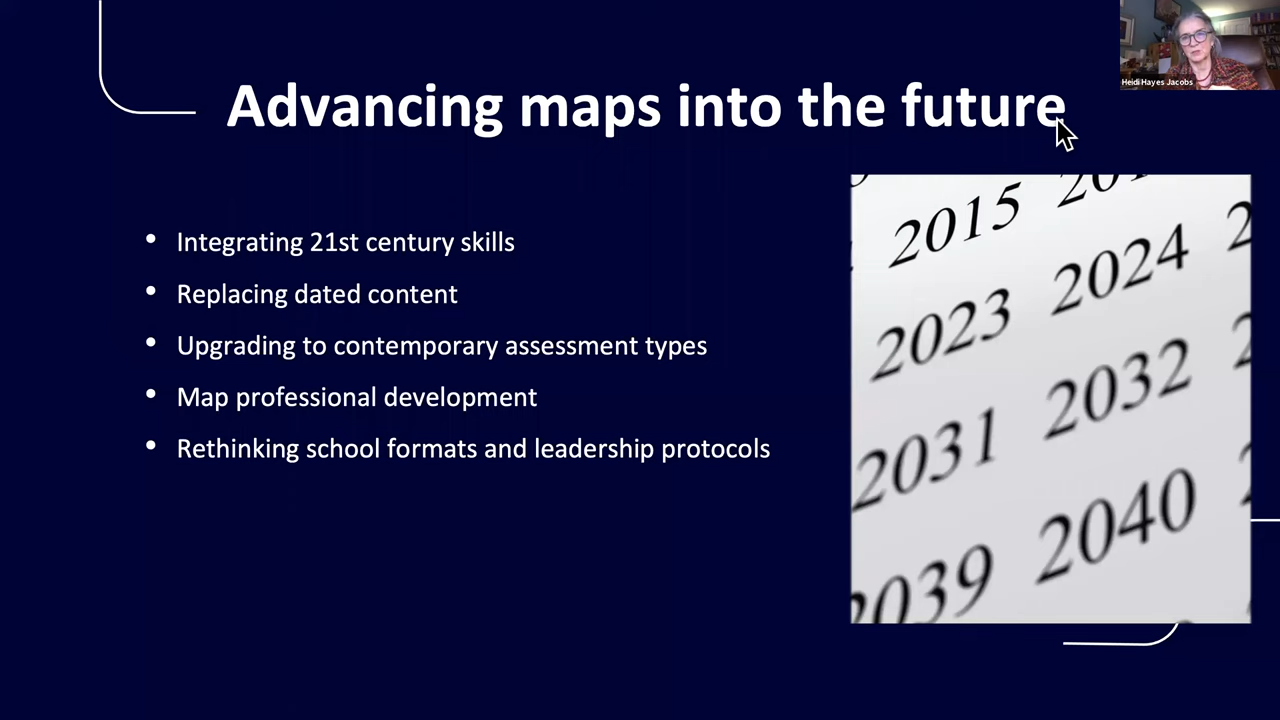 Heidi Hayes Jacobs
Advancing maps into the future
• Integrating 21st century skills
• Replacing dated content
• Upgrading to contemporary assessment types
• Map professional development
• Rethinking school formats and leadership protocols
2015
2023 2024
2031 2032
2039 2040